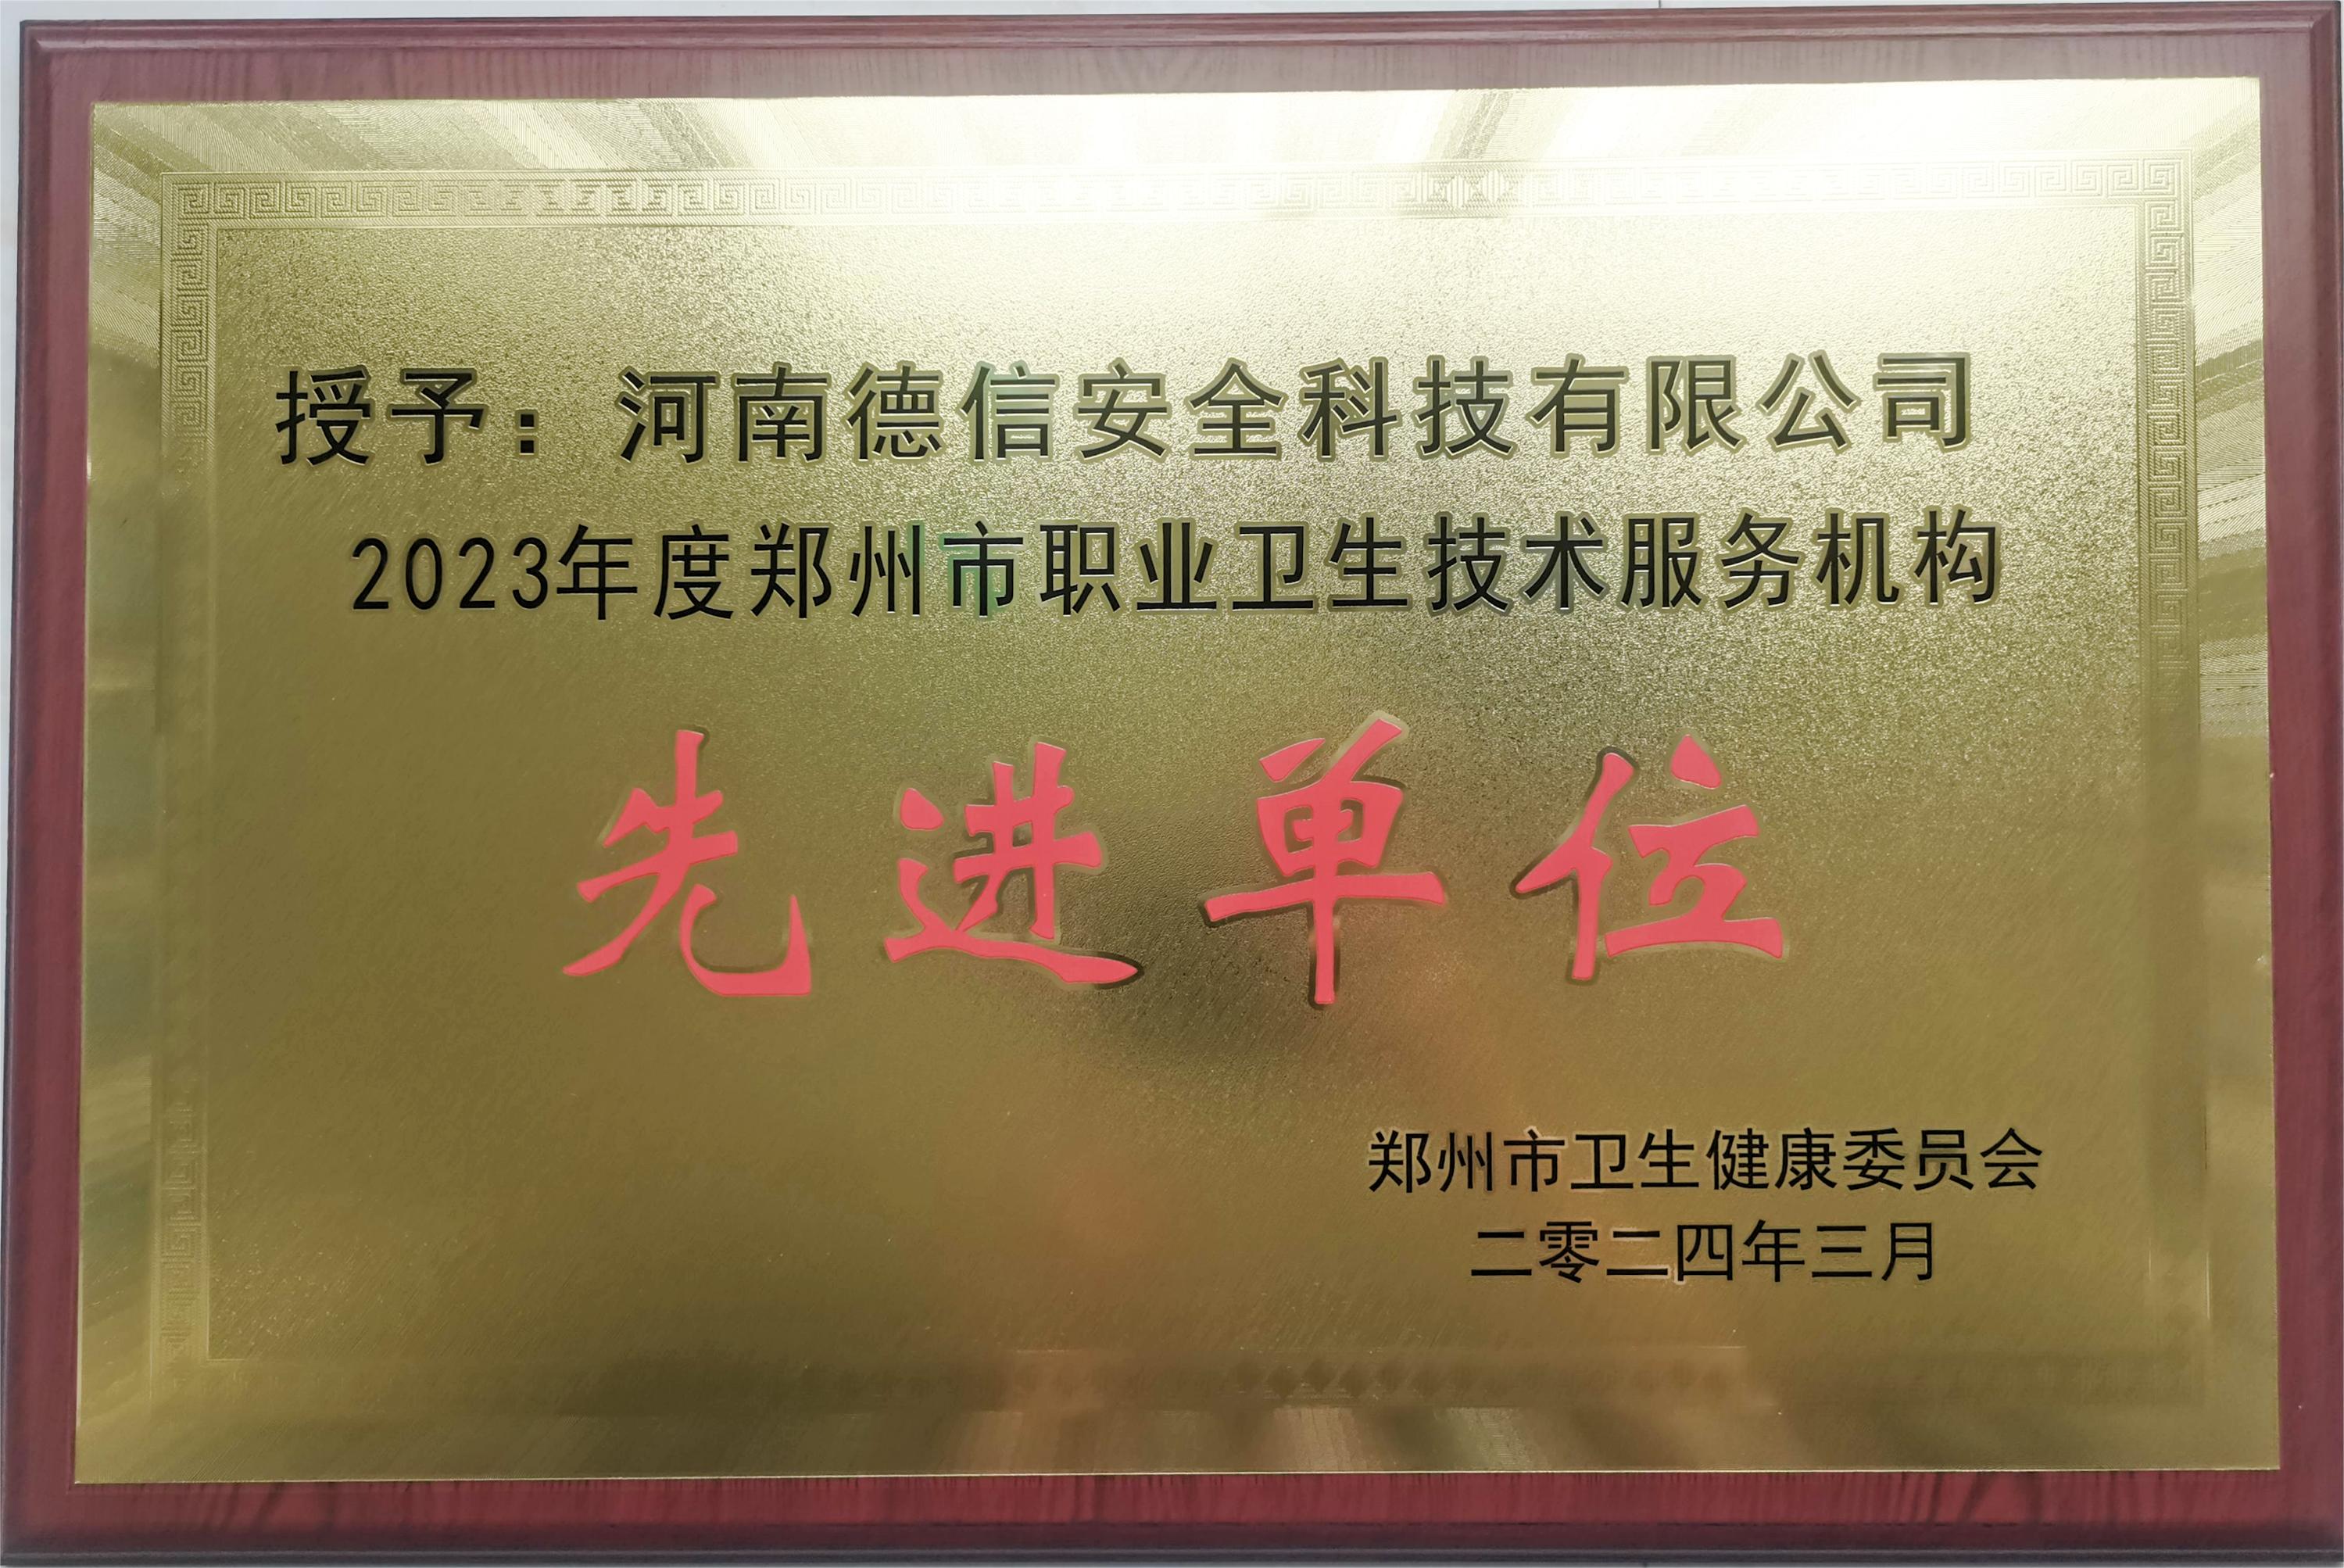 授予：河南德信安全科技有限公司
2023年度郑州市职业卫生技术服务机构
先进单位
郑州市卫生健康委员会
二零二四年三月